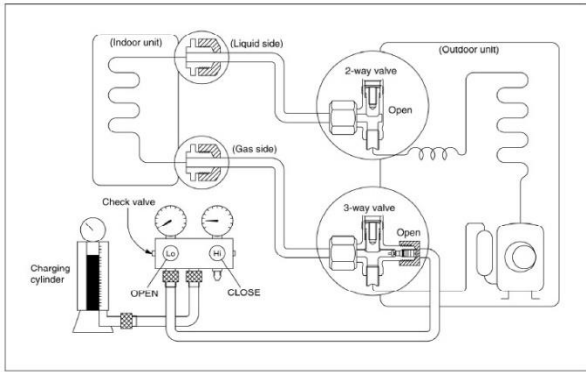 (Indoor unit)
(Liquid side)
(Outdoor unit)
2-way valve
Open
(Gas side)
3-way valve
Open
Check valve
Lo
Hi
Charging
cylinder
OPEN
CLOSE